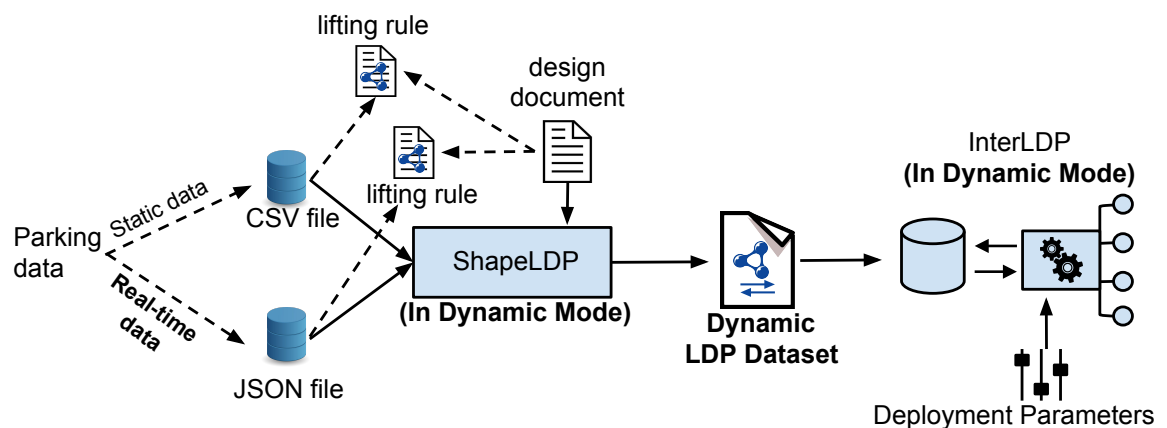 lifting rule
design
document
lifting rule
InterLDP
(In Dynamic Mode)
Static data
CSV file
Parking
data
ShapeLDP
(In Dynamic Mode)
Real-time
data
Dynamic
LDP Dataset
JSON file
Deployment Parameters